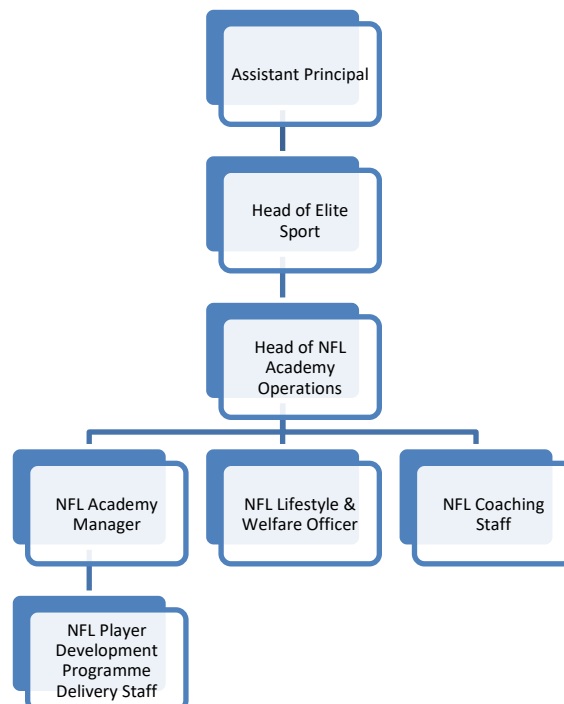 Assistant Principal
Head of Elite
Sport
Head of NFL
Academy
Operations
NFL Academy
Manager
NFL Lifestyle &
Welfare Officer
NFL Coaching
Staff
NFL Player
Development
Programme
Delivery Staff